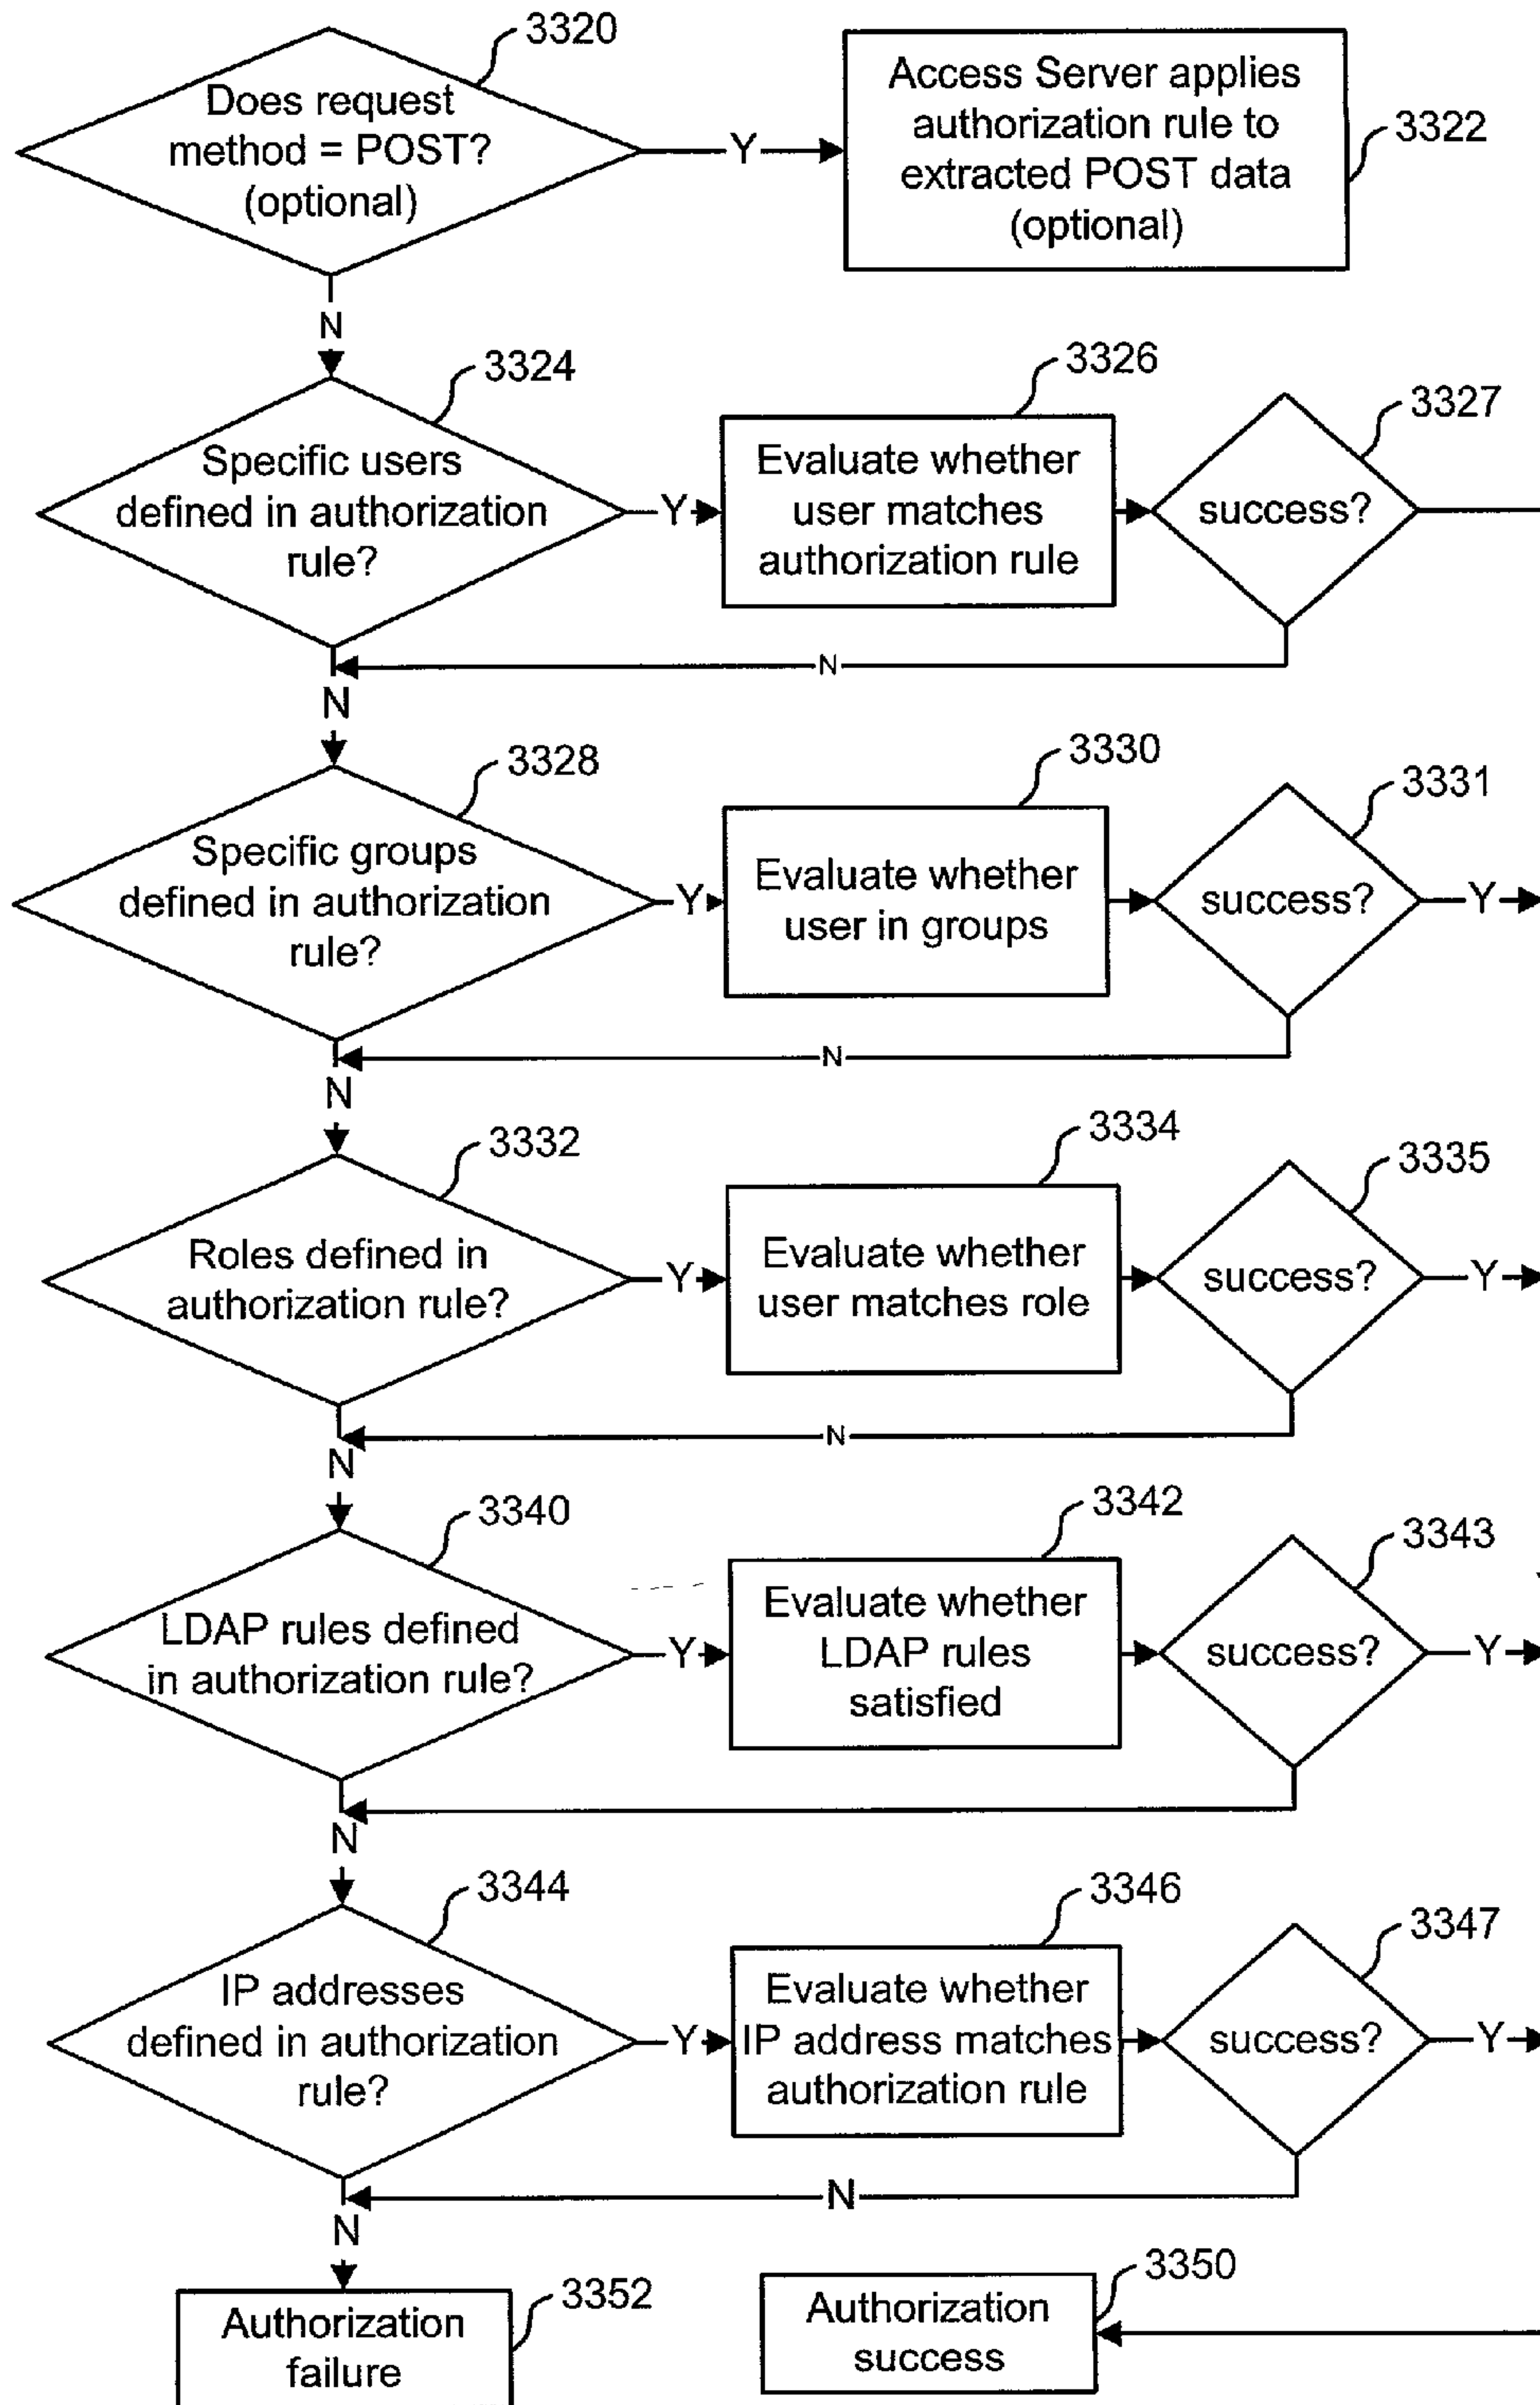 3320
Does request
method = POST?
(optional)
Y
Access Server applies
authorization rule to
extracted POST data
(optional)
3322
N
3324
Specific users
defined in authorization
rule?
Y
3326
Evaluate whether
user matches
authorization rule
3327
success?
N
N
3328
Specific groups
defined in authorization
rule?
Y
3330
Evaluate whether
user in groups
3331
success?
Y
N
N
3332
Roles defined in
authorization rule?
Y
3334
Evaluate whether
user matches role
3335
success?
Y
N
N
3340
LDAP rules defined
in authorization rule?
Y
3342
Evaluate whether
LDAP rules
satisfied
3343
success?
Y
N
3344
IP addresses
defined in authorization
rule?
Y
3346
Evaluate whether
IP address matches
authorization rule
3347
success?
Y
N
N
3352
Authorization
failure
3350
Authorization
success